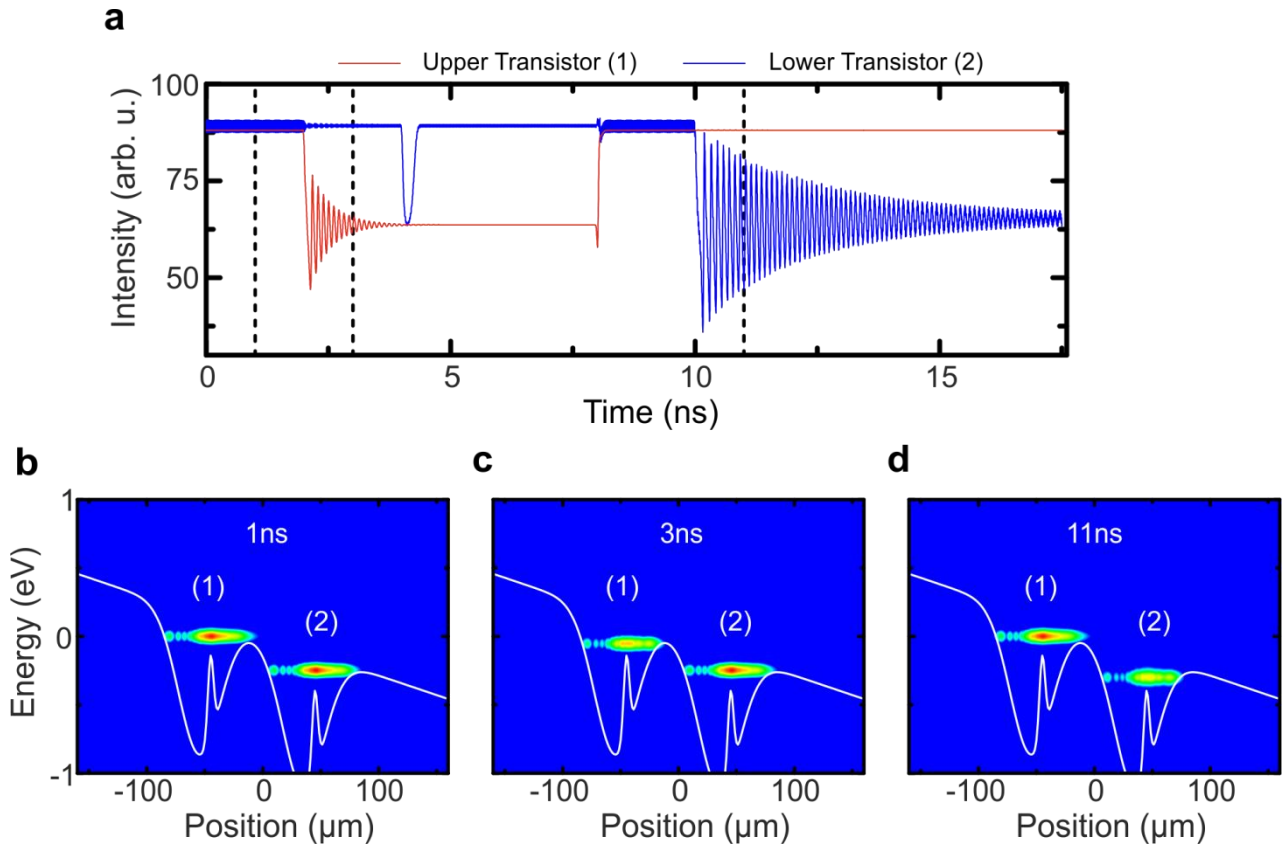 a
Upper Transistor (1) Lower Transistor (2)
Intensity (arb. u.)
100
75
50
0 5 10 15
Time (ns)
b c d
Energy (eV)
1
0
-1
1ns
(1)
(2)
-100 0 100
Position (µm)
3ns
(1)
(2)
-100 0 100
Position (µm)
11ns
(1)
(2)
-100 0 100
Position (µm)